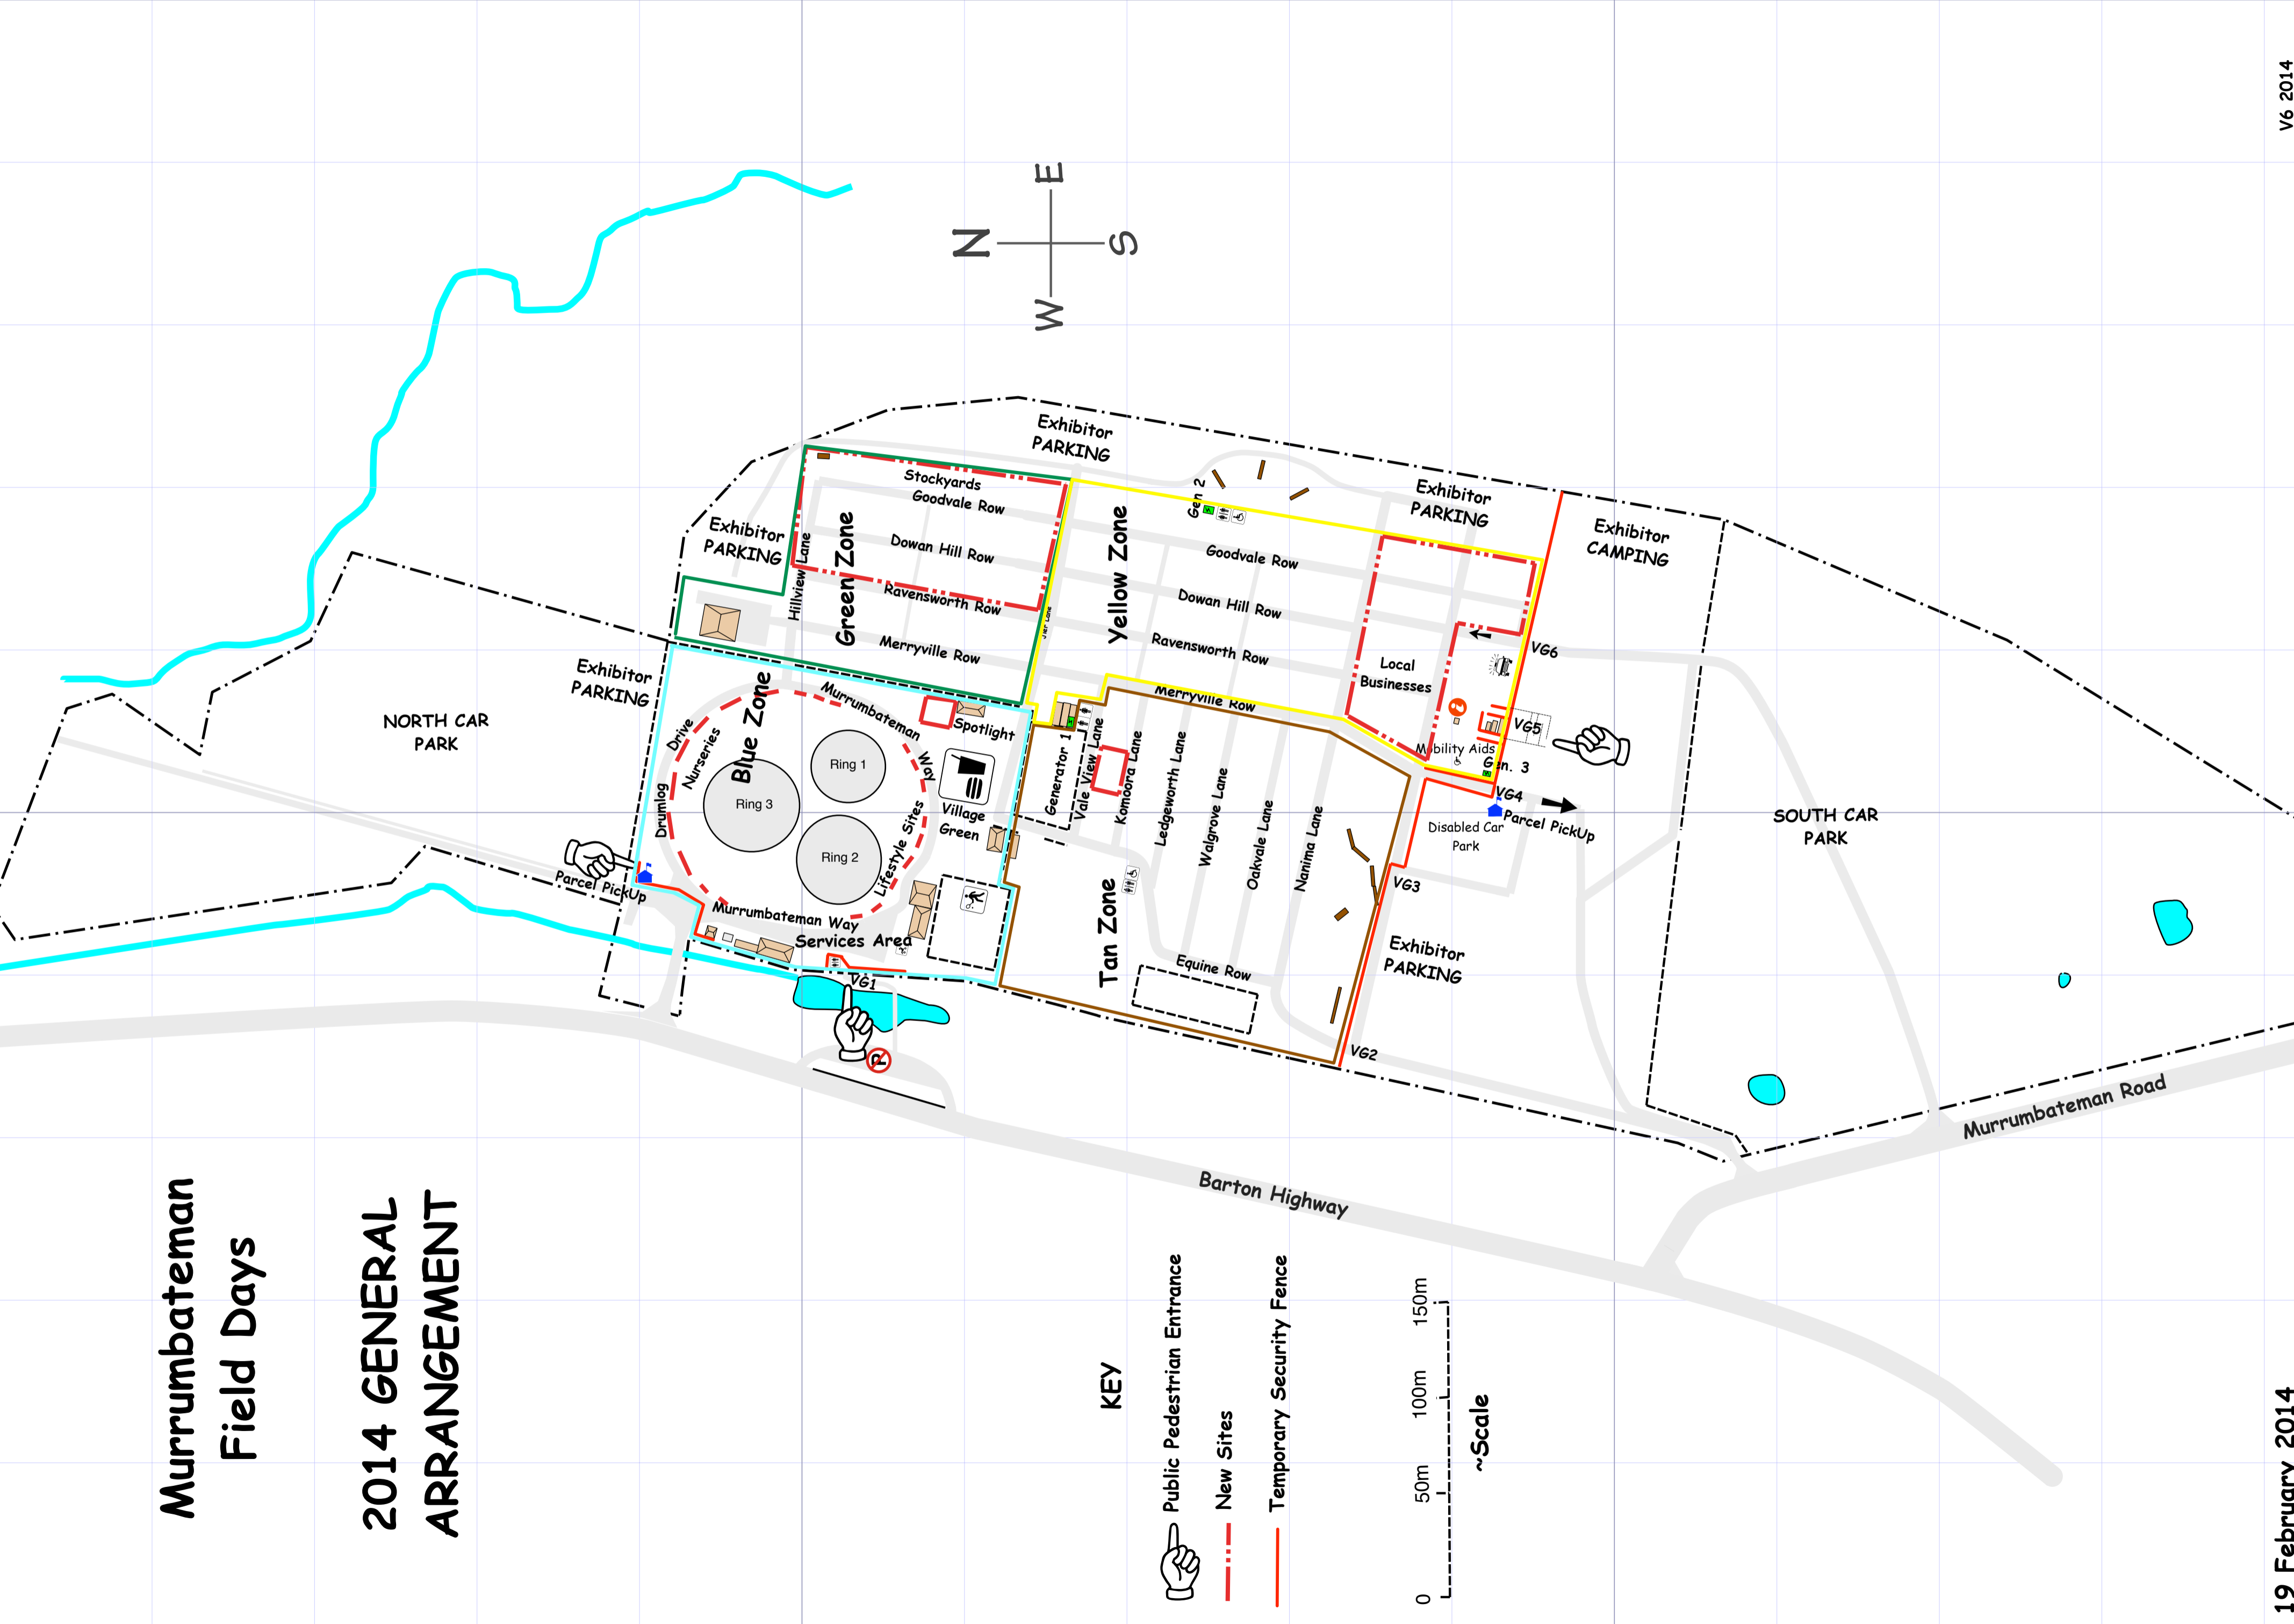 Murrumbateman
Field Days
2014 GENERAL
ARRANGEMENT
V6 2014
19 February 2014
N
E
S
W
Exhibitor
PARKING
Exhibitor
PARKING
Exhibitor
PARKING
Exhibitor
CAMPING
Exhibitor
PARKING
Exhibitor
PARKING
NORTH CAR
PARK
SOUTH CAR
PARK
Stockyards
Goodvale Row
Dowan Hill Row
Ravensworth Row
Merryville Row
Hillview Lane
Green Zone
Yellow Zone
Gen 2
Goodvale Row
Dowan Hill Row
Ravensworth Row
Merryville Row
Local
Businesses
VG6
VG5
Mobility Aids
Gen. 3
VG4
Parcel PickUp
Disabled Car
Park
VG3
VG2
Blue Zone
Drumlog
Drive
Nurseries
Murrumbateman
Way
Spotlight
Ring 1
Ring 2
Ring 3
Village
Green
Lifestyle Sites
Murrumbateman Way
Services Area
Parcel PickUp
VG1
P
Generator 1
Vale View Lane
Komoora Lane
Ledgeworth Lane
Walgrove Lane
Oakvale Lane
Nanima Lane
Tan Zone
Equine Row
Barton Highway
Murrumbateman Road
KEY
Public Pedestrian Entrance
New Sites
Temporary Security Fence
0
50m
100m
150m
~Scale